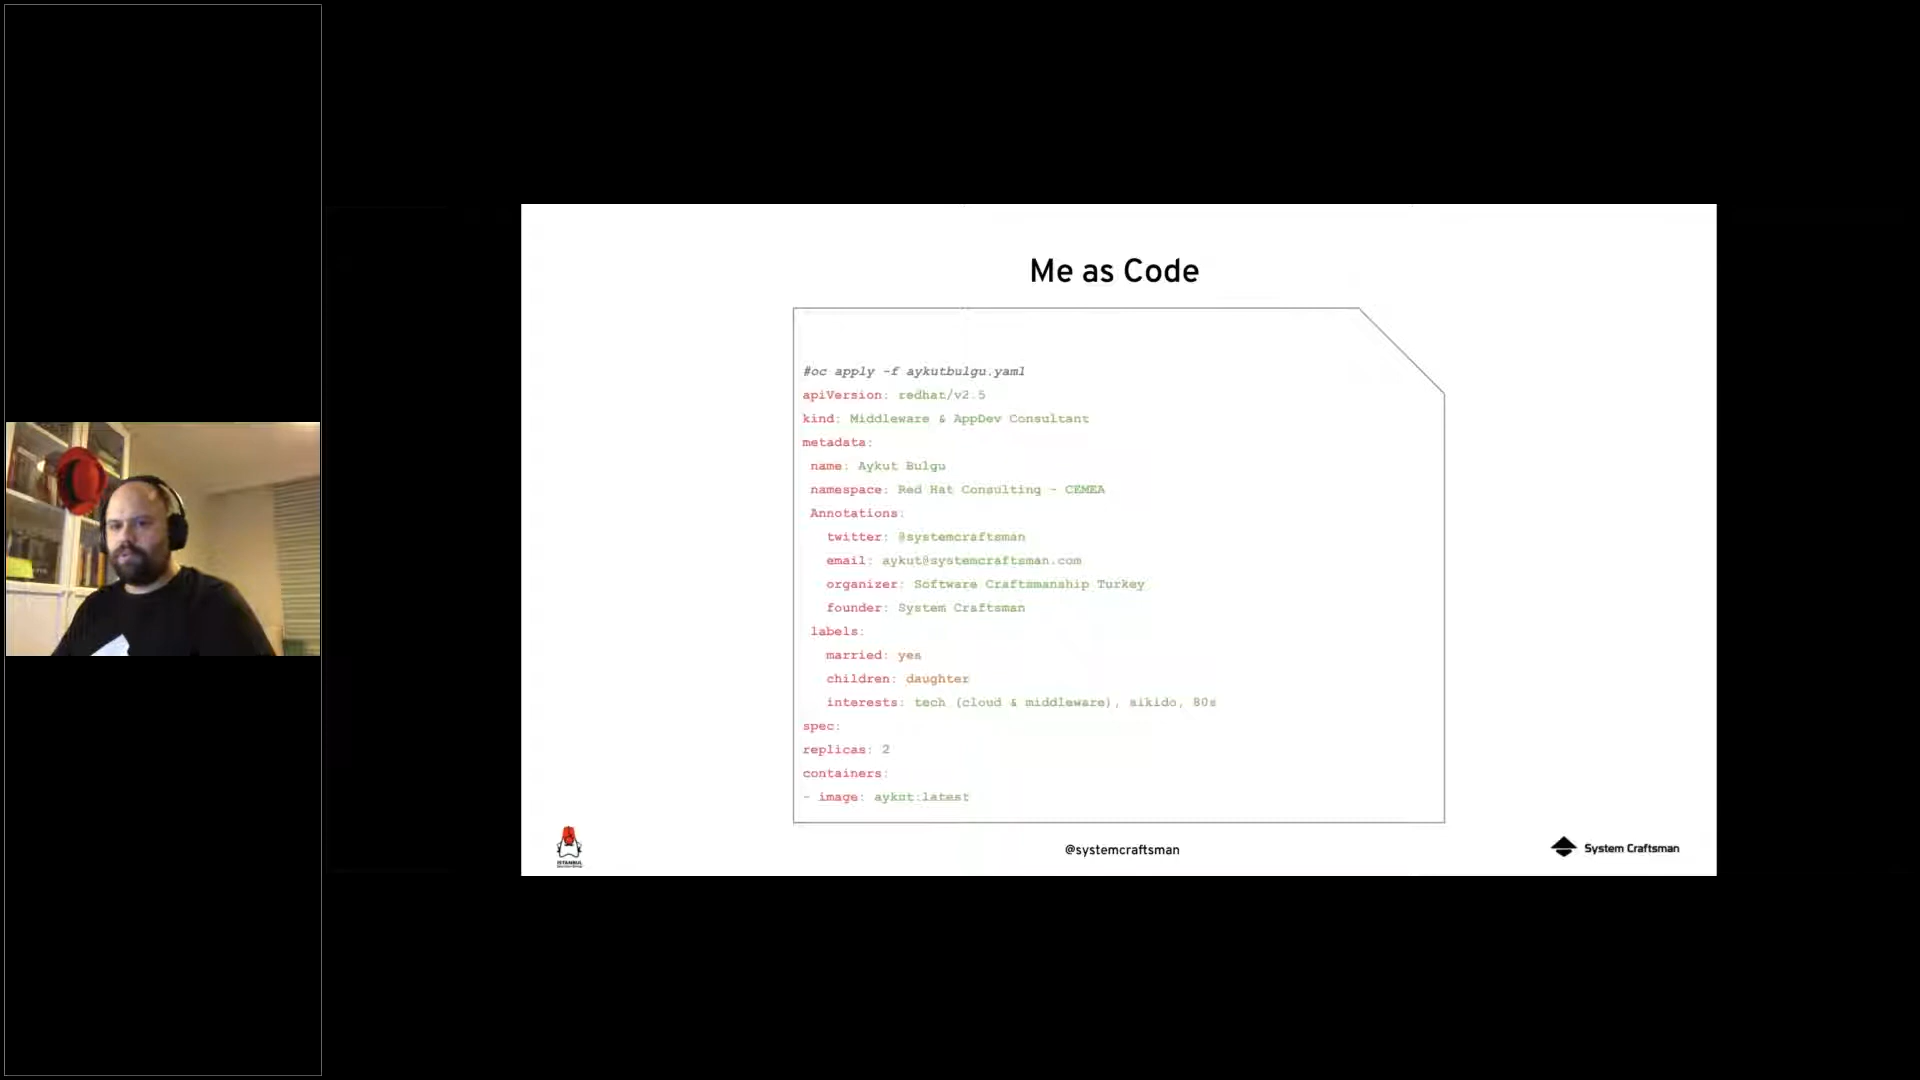 Me as Code
#oc apply -f aykutbulgu.yaml
apiVersion: redhat/v2.5
kind: Middleware & AppDev Consultant
metadata:
name: Aykut Bulgu
namespace: Red Hat Consulting - CEMEA
Annotations:
twitter: @systemcraftsman
email: aykut@systemcraftsman.com
organizer: Software Craftsmanship Turkey
founder: System Craftsman
labels:
married: yes
children: daughter
interests: tech (cloud & middleware), aikido, 80s
spec:
replicas: 2
containers:
- image: aykut:latest
ISTANBUL
@systemcraftsman
System Craftsman